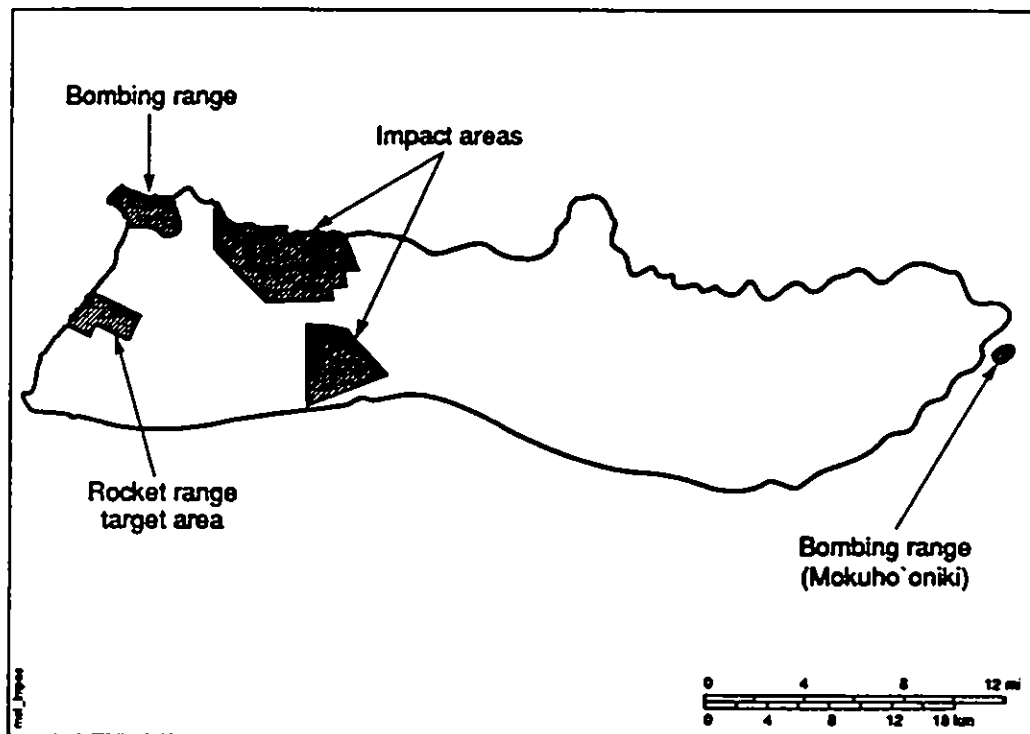 Bombing range
Impact areas
Rocket range
target area
Bombing range
(Mokuho`oniki)
0 4 8 12 mi
0 4 8 12 16 km